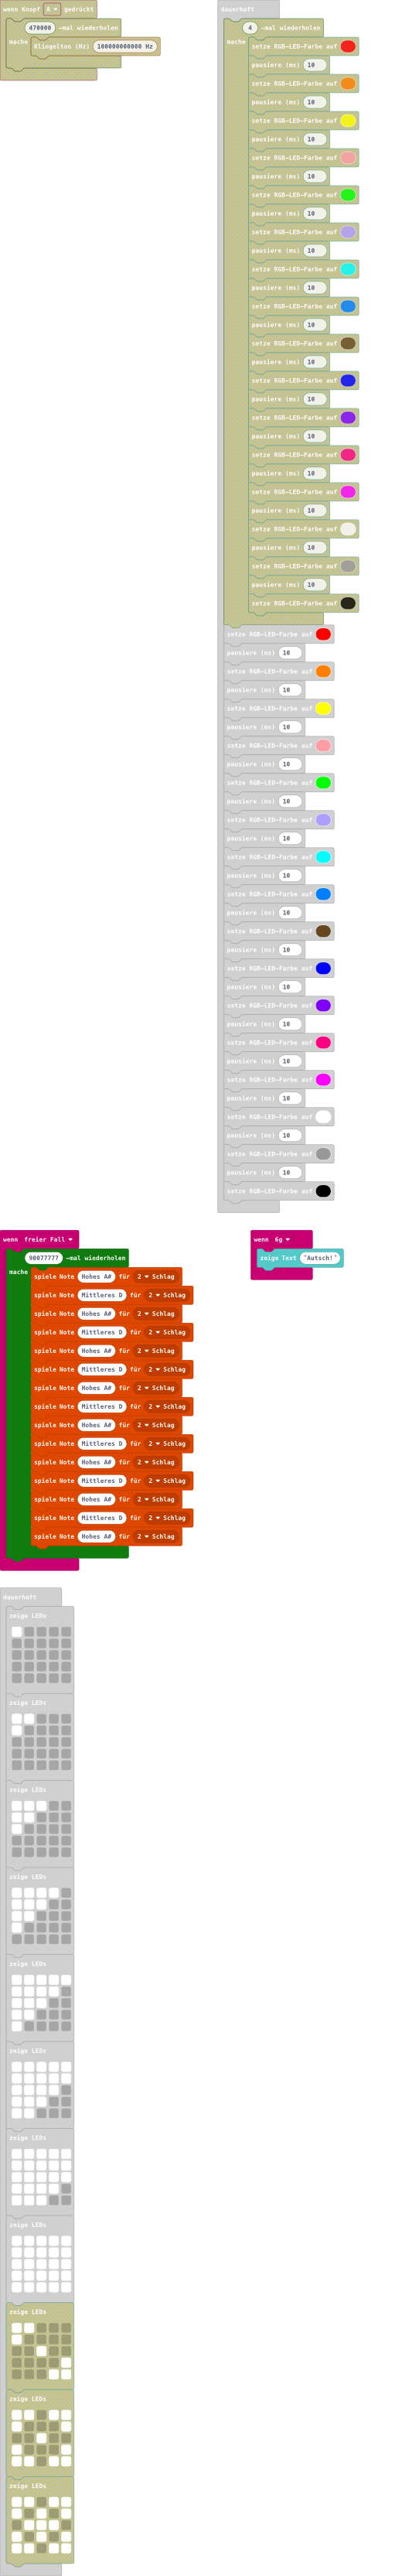 wenn Knopf A gedrückt
470000 -mal wiederholen
mache Klingelton (Hz) 100000000000 Hz
dauerhaft
4 -mal wiederholen
mache setze RGB-LED-Farbe auf
pausiere (ms) 10
setze RGB-LED-Farbe auf
pausiere (ms) 10
setze RGB-LED-Farbe auf
pausiere (ms) 10
setze RGB-LED-Farbe auf
pausiere (ms) 10
setze RGB-LED-Farbe auf
pausiere (ms) 10
setze RGB-LED-Farbe auf
pausiere (ms) 10
setze RGB-LED-Farbe auf
pausiere (ms) 10
setze RGB-LED-Farbe auf
pausiere (ms) 10
setze RGB-LED-Farbe auf
pausiere (ms) 10
setze RGB-LED-Farbe auf
pausiere (ms) 10
setze RGB-LED-Farbe auf
pausiere (ms) 10
setze RGB-LED-Farbe auf
pausiere (ms) 10
setze RGB-LED-Farbe auf
pausiere (ms) 10
setze RGB-LED-Farbe auf
pausiere (ms) 10
setze RGB-LED-Farbe auf
pausiere (ms) 10
setze RGB-LED-Farbe auf
setze RGB-LED-Farbe auf
pausiere (ms) 10
setze RGB-LED-Farbe auf
pausiere (ms) 10
setze RGB-LED-Farbe auf
pausiere (ms) 10
setze RGB-LED-Farbe auf
pausiere (ms) 10
setze RGB-LED-Farbe auf
pausiere (ms) 10
setze RGB-LED-Farbe auf
pausiere (ms) 10
setze RGB-LED-Farbe auf
pausiere (ms) 10
setze RGB-LED-Farbe auf
pausiere (ms) 10
setze RGB-LED-Farbe auf
pausiere (ms) 10
setze RGB-LED-Farbe auf
pausiere (ms) 10
setze RGB-LED-Farbe auf
pausiere (ms) 10
setze RGB-LED-Farbe auf
pausiere (ms) 10
setze RGB-LED-Farbe auf
pausiere (ms) 10
setze RGB-LED-Farbe auf
pausiere (ms) 10
setze RGB-LED-Farbe auf
pausiere (ms) 10
setze RGB-LED-Farbe auf
wenn freier Fall
90077777 -mal wiederholen
mache spiele Note Hohes A# für 2 Schlag
spiele Note Mittleres D für 2 Schlag
spiele Note Hohes A# für 2 Schlag
spiele Note Mittleres D für 2 Schlag
spiele Note Hohes A# für 2 Schlag
spiele Note Mittleres D für 2 Schlag
spiele Note Hohes A# für 2 Schlag
spiele Note Mittleres D für 2 Schlag
spiele Note Hohes A# für 2 Schlag
spiele Note Mittleres D für 2 Schlag
spiele Note Hohes A# für 2 Schlag
spiele Note Mittleres D für 2 Schlag
spiele Note Hohes A# für 2 Schlag
spiele Note Mittleres D für 2 Schlag
spiele Note Hohes A# für 2 Schlag
wenn 6g
zeige Text "Autsch!"
dauerhaft
zeige LEDs
zeige LEDs
zeige LEDs
zeige LEDs
zeige LEDs
zeige LEDs
zeige LEDs
zeige LEDs
zeige LEDs
zeige LEDs
zeige LEDs